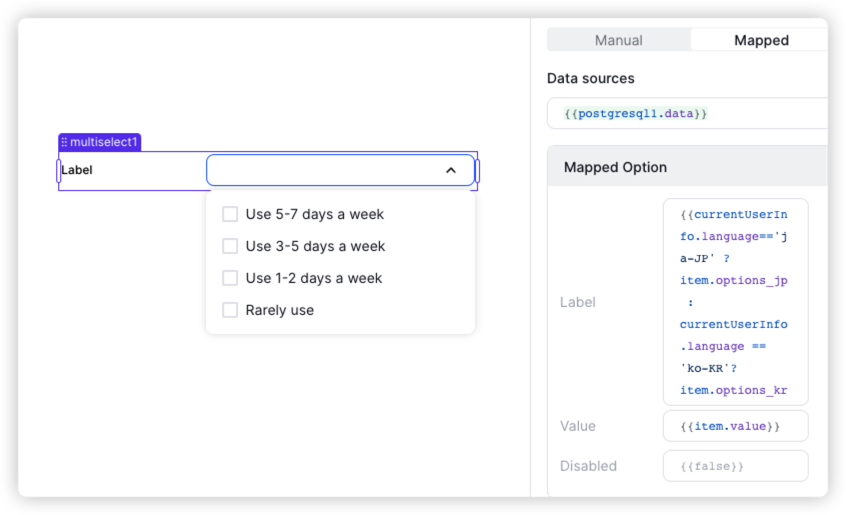 Manual
Mapped
Data sources
{{postgresql1.data}}
multiselect1
Label
Use 5-7 days a week
Use 3-5 days a week
Use 1-2 days a week
Rarely use
Mapped Option
Label
{{currentUserIn
fo.language=='j
a-JP' ?
item.options_jp
:
currentUserInfo
.language ==
'ko-KR'?
item.options_kr
Value
{{item.value}}
Disabled
{{false}}